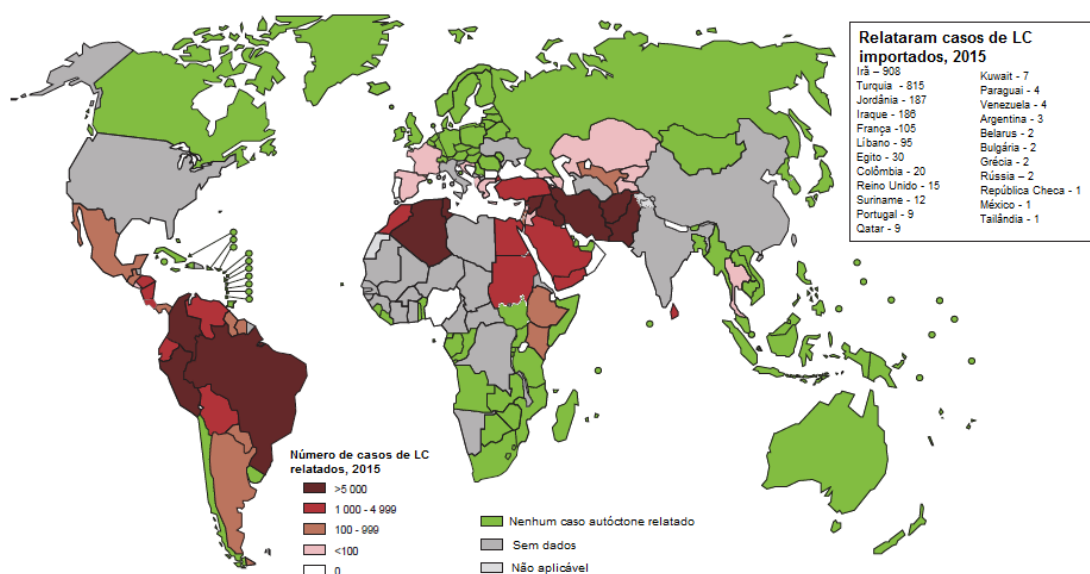 Relataram casos de LC
importados, 2015
Irã – 908
Turquia - 815
Jordânia - 187
Iraque - 186
França -105
Líbano - 95
Egito - 30
Colômbia - 20
Reino Unido - 15
Suriname - 12
Portugal - 9
Qatar - 9
Kuwait - 7
Paraguai - 4
Venezuela - 4
Argentina - 3
Belarus - 2
Bulgária - 2
Grécia - 2
Rússia – 2
República Checa - 1
México - 1
Tailândia - 1
Número de casos de LC
relatados, 2015
>5 000
1 000 - 4 999
100 - 999
<100
0
Nenhum caso autóctone relatado
Sem dados
Não aplicável